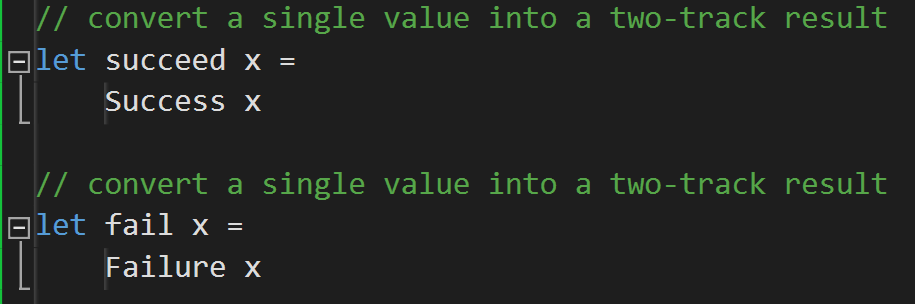 // convert a single value into a two-track result
let succeed x =
    Success x
// convert a single value into a two-track result
let fail x =
    Failure x